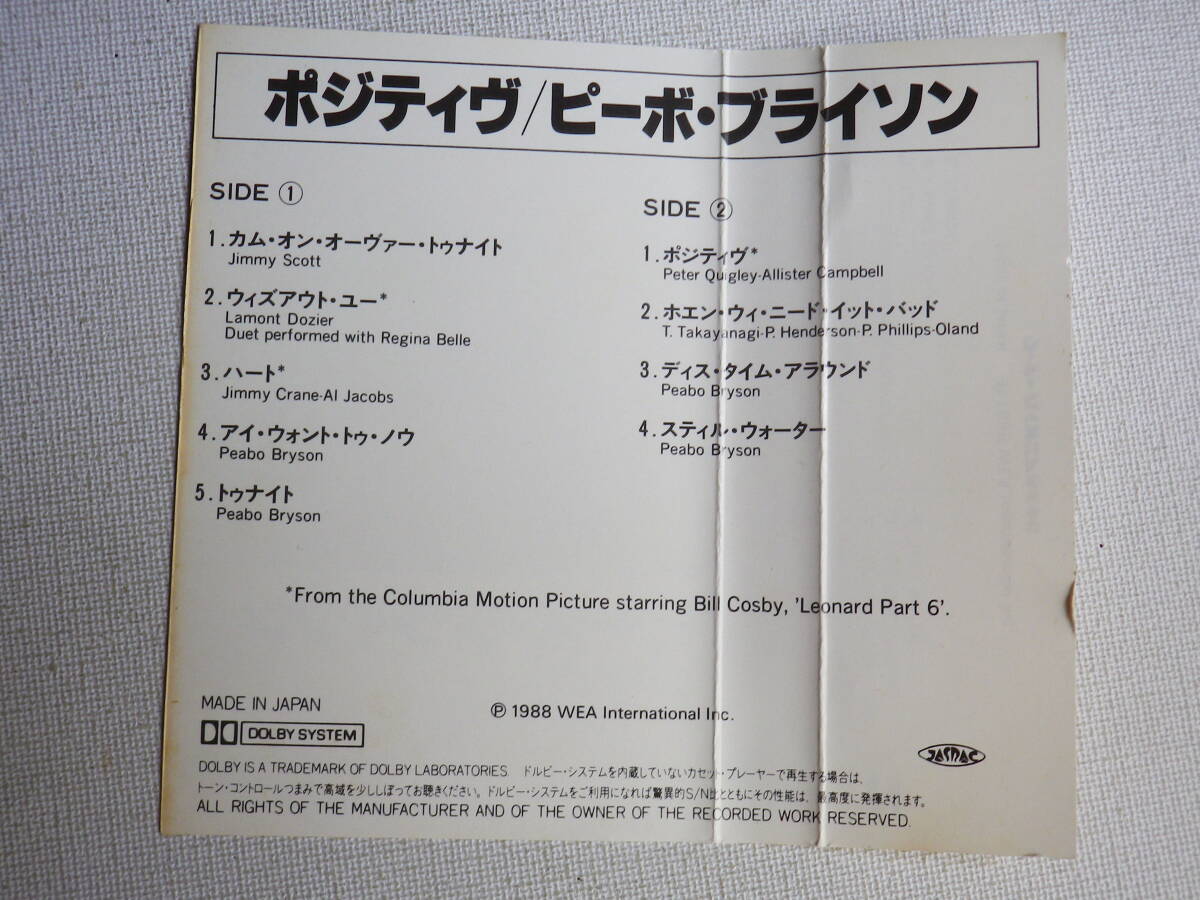 ポジティヴ/ピーボ・ブライソン
SIDE ①
1.カム・オン・オーヴァー・トゥナイト
Jimmy Scott
2.ウィズアウト・ユー*
Lamont Dozier
Duet performed with Regina Belle
3.ハート*
Jimmy Crane-Al Jacobs
4.アイ・ウォント・トゥ・ノウ
Peabo Bryson
5.トゥナイト
Peabo Bryson
SIDE ②
1.ポジティヴ*
Peter Quigley-Allister Campbell
2.ホエン・ウィ・ニード・イット・バッド
T. Takayanagi-P. Henderson-P. Phillips-Oland
3.ディス・タイム・アラウンド
Peabo Bryson
4.スティル・ウォーター
Peabo Bryson
*From the Columbia Motion Picture starring Bill Cosby, 'Leonard Part 6'.
MADE IN JAPAN
℗ 1988 WEA International Inc.
DOLBY SYSTEM
JASRAC
DOLBY IS A TRADEMARK OF DOLBY LABORATORIES. ドルビー・システムを内蔵していないカセット・プレーヤーで再生する場合は、
トーン・コントロールつまみで高域を少ししぼってお聴きください。ドルビー・システムをご利用になれば驚異的S/N比とともにその性能は、最高度に発揮されます。
ALL RIGHTS OF THE MANUFACTURER AND OF THE OWNER OF THE RECORDED WORK RESERVED.